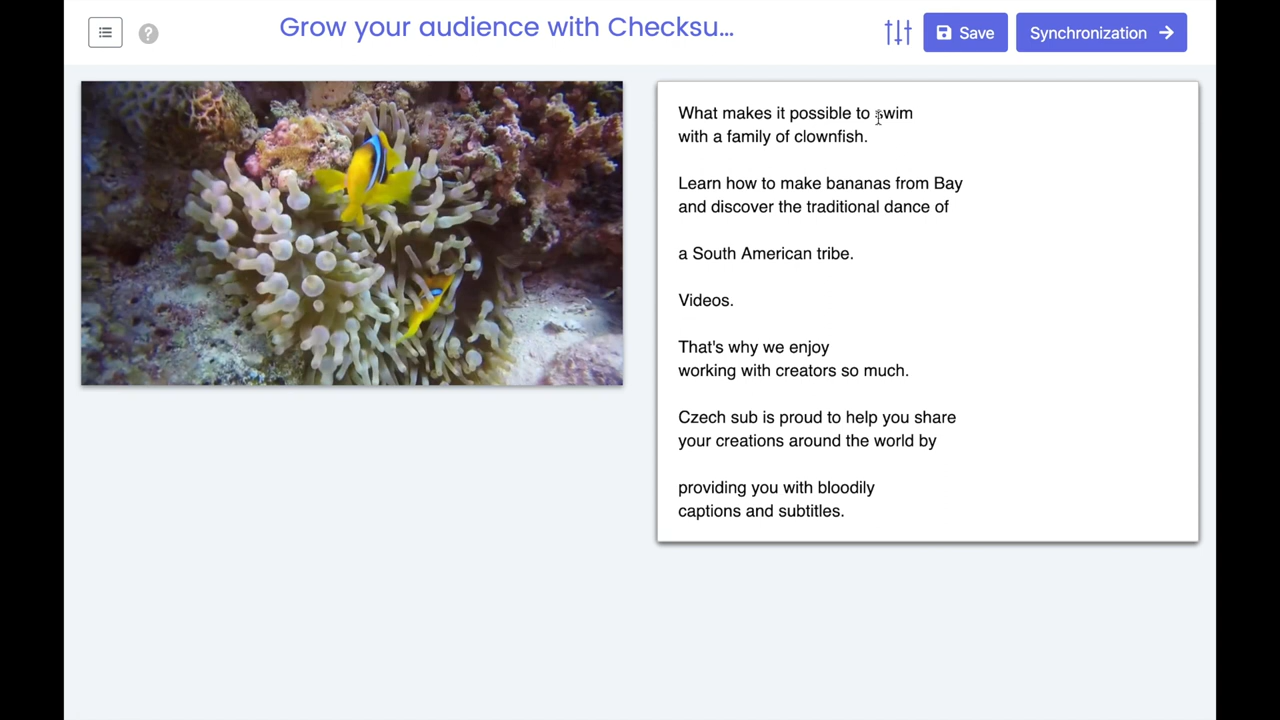 Grow your audience with Checksu...
Save
Synchronization
What makes it possible to swim
with a family of clownfish.
Learn how to make bananas from Bay
and discover the traditional dance of
a South American tribe.
Videos.
That's why we enjoy
working with creators so much.
Czech sub is proud to help you share
your creations around the world by
providing you with bloodily
captions and subtitles.